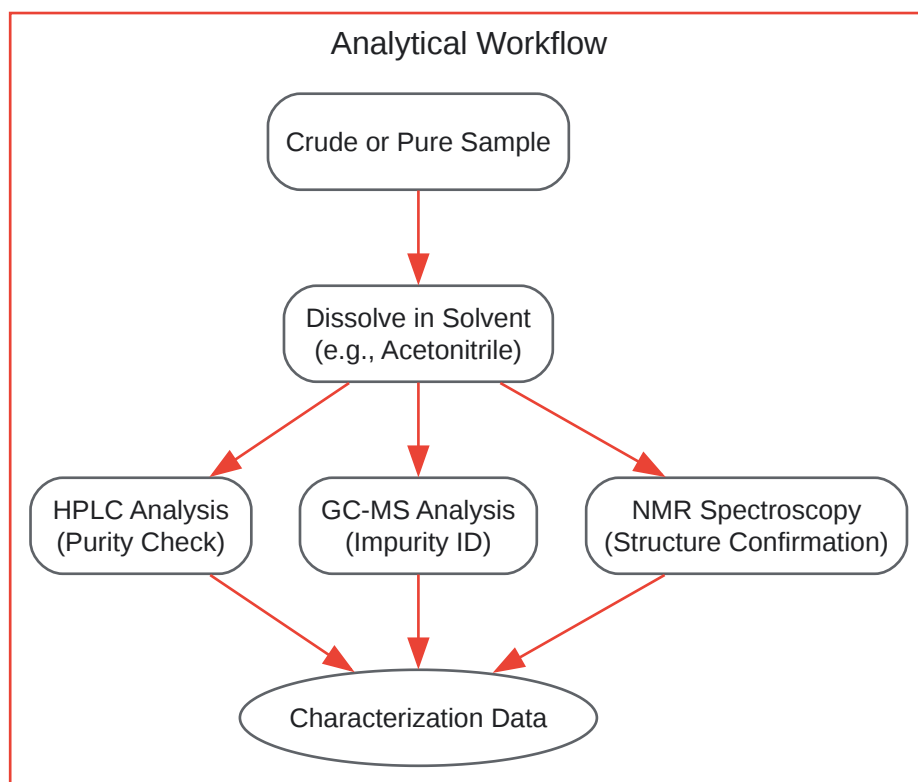 Analytical Workflow
Crude or Pure Sample
Dissolve in Solvent
(e.g., Acetonitrile)
HPLC Analysis
(Purity Check)
GC-MS Analysis
(Impurity ID)
NMR Spectroscopy
(Structure Confirmation)
Characterization Data